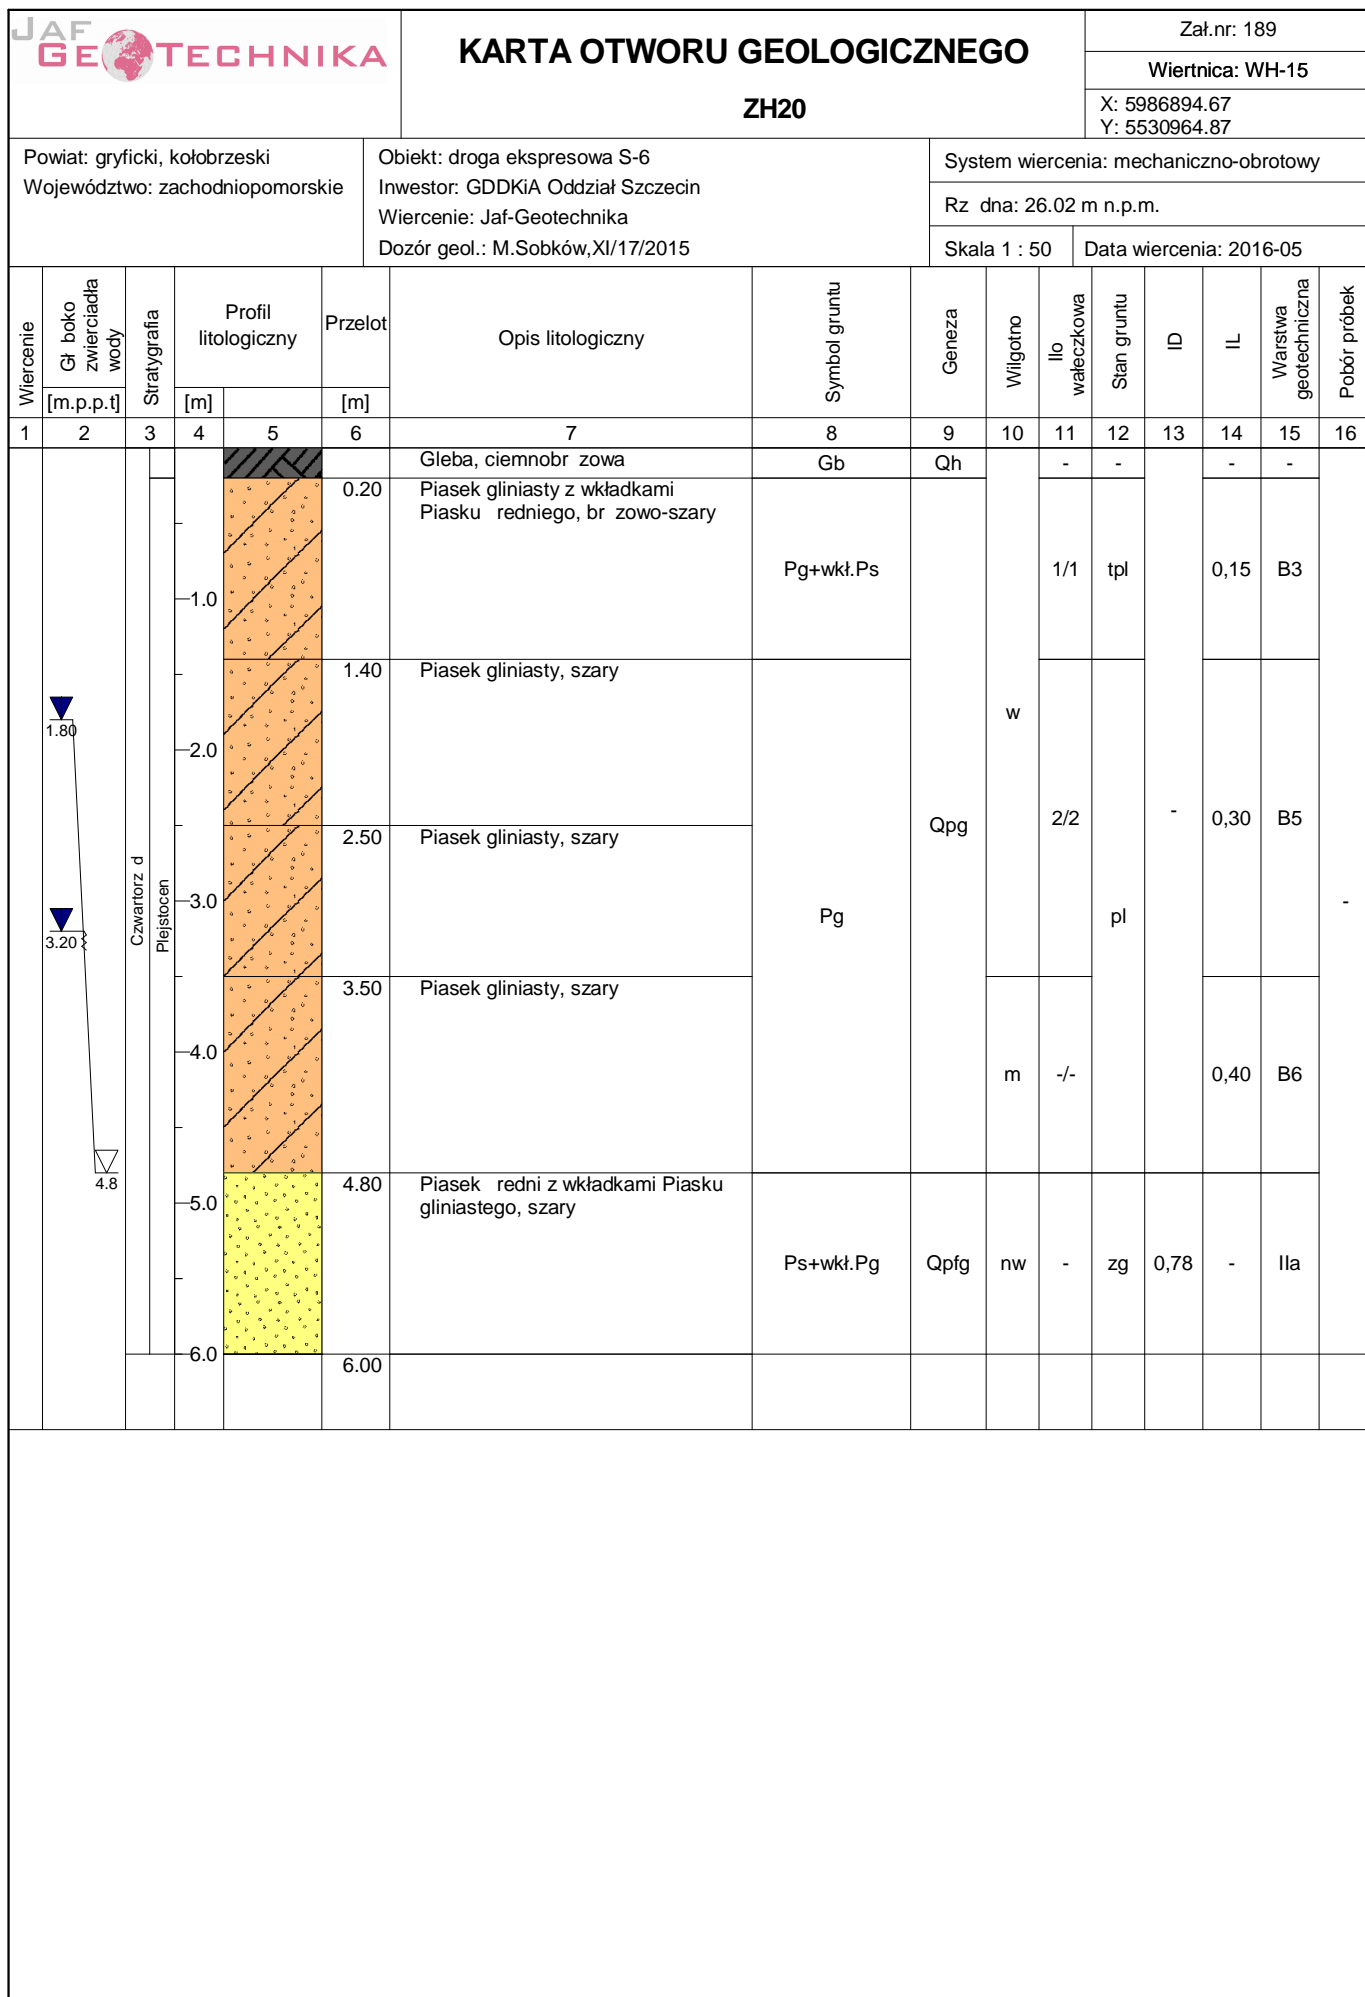 JAF
GEOTECHNIKA
KARTA OTWORU GEOLOGICZNEGO
ZH20
Zał.nr: 189
Wiertnica: WH-15
X: 5986894.67
Y: 5530964.87
Powiat: gryficki, kołobrzeski
Województwo: zachodniopomorskie
Obiekt: droga ekspresowa S-6
Inwestor: GDDKiA Oddział Szczecin
Wiercenie: Jaf-Geotechnika
Dozór geol.: M.Sobków,XI/17/2015
System wiercenia: mechaniczno-obrotowy
Rz dna: 26.02 m n.p.m.
Skala 1 : 50
Data wiercenia: 2016-05
Wiercenie
Gł boko
zwierciadła
wody
[m.p.p.t]
Stratygrafia
Profil
litologiczny
[m]
Przelot
[m]
Opis litologiczny
Symbol gruntu
Geneza
Wilgotno
Ilo
wałeczkowa
Stan gruntu
ID
IL
Warstwa
geotechniczna
Pobór próbek
1 2 3 4 5 6 7 8 9 10 11 12 13 14 15 16
Gleba, ciemnobr zowa Gb Qh - - - -
0.20 Piasek gliniasty z wkładkami
Piasku redniego, br zowo-szary
Pg+wkł.Ps 1/1 tpl 0,15 B3
1.0
1.40 Piasek gliniasty, szary
w
1.80
2.0
2.50 Piasek gliniasty, szary
Qpg 2/2 - 0,30 B5
Czwartorz d
Plejstocen
3.0
Pg pl -
3.20
3.50 Piasek gliniasty, szary
4.0
m -/- 0,40 B6
4.8
4.80 Piasek redni z wkładkami Piasku
gliniastego, szary
5.0
Ps+wkł.Pg Qpfg nw - zg 0,78 - IIa
6.0
6.00